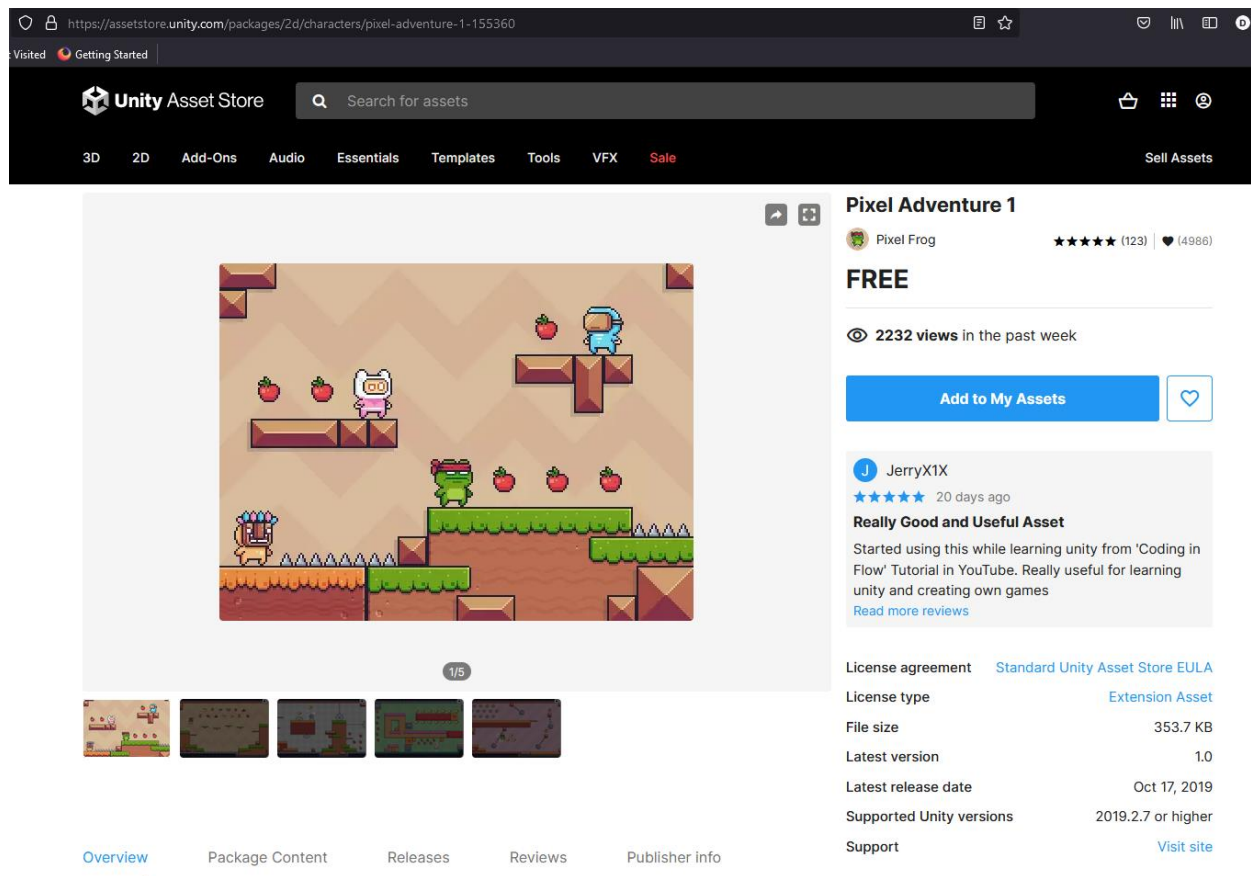 https://assetstore.unity.com/packages/2d/characters/pixel-adventure-1-155360
Visited
Getting Started
Unity Asset Store
Search for assets
3D 2D Add-Ons Audio Essentials Templates Tools VFX Sale
Sell Assets
Pixel Adventure 1
Pixel Frog
(123) (4986)
FREE
2232 views in the past week
Add to My Assets
J JerryX1X
20 days ago
Really Good and Useful Asset
Started using this while learning unity from 'Coding in
Flow' Tutorial in YouTube. Really useful for learning
unity and creating own games
Read more reviews
1/5
License agreement Standard Unity Asset Store EULA
License type Extension Asset
File size 353.7 KB
Latest version 1.0
Latest release date Oct 17, 2019
Supported Unity versions 2019.2.7 or higher
Support Visit site
Overview Package Content Releases Reviews Publisher info